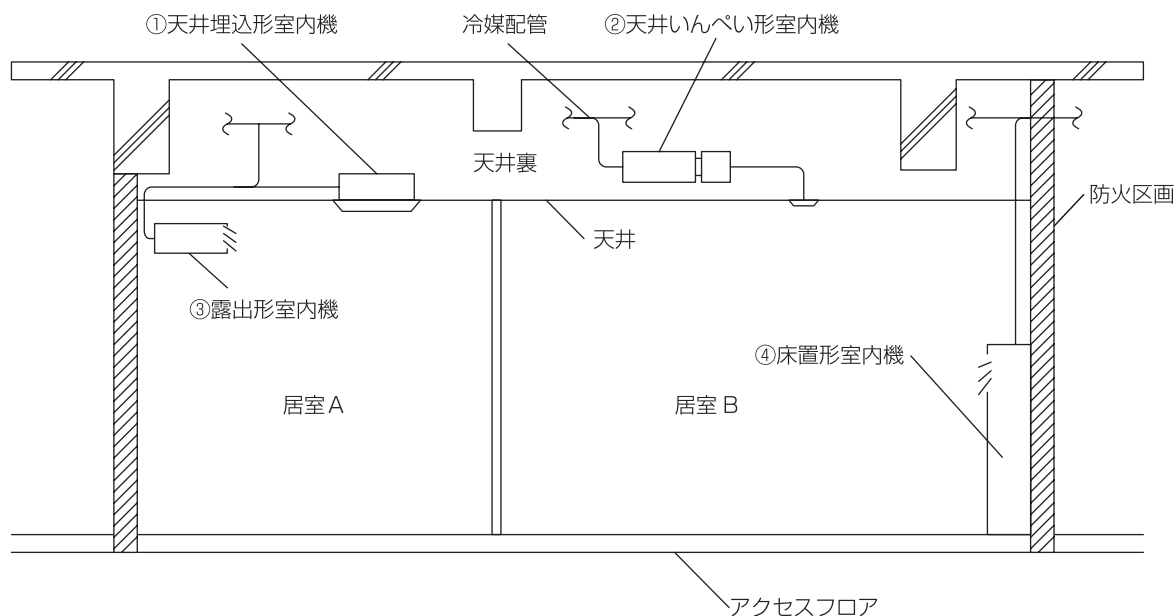 ①天井埋込形室内機
冷媒配管
②天井いんぺい形室内機
天井裏
防火区画
天井
③露出形室内機
④床置形室内機
居室A
居室B
アクセスフロア